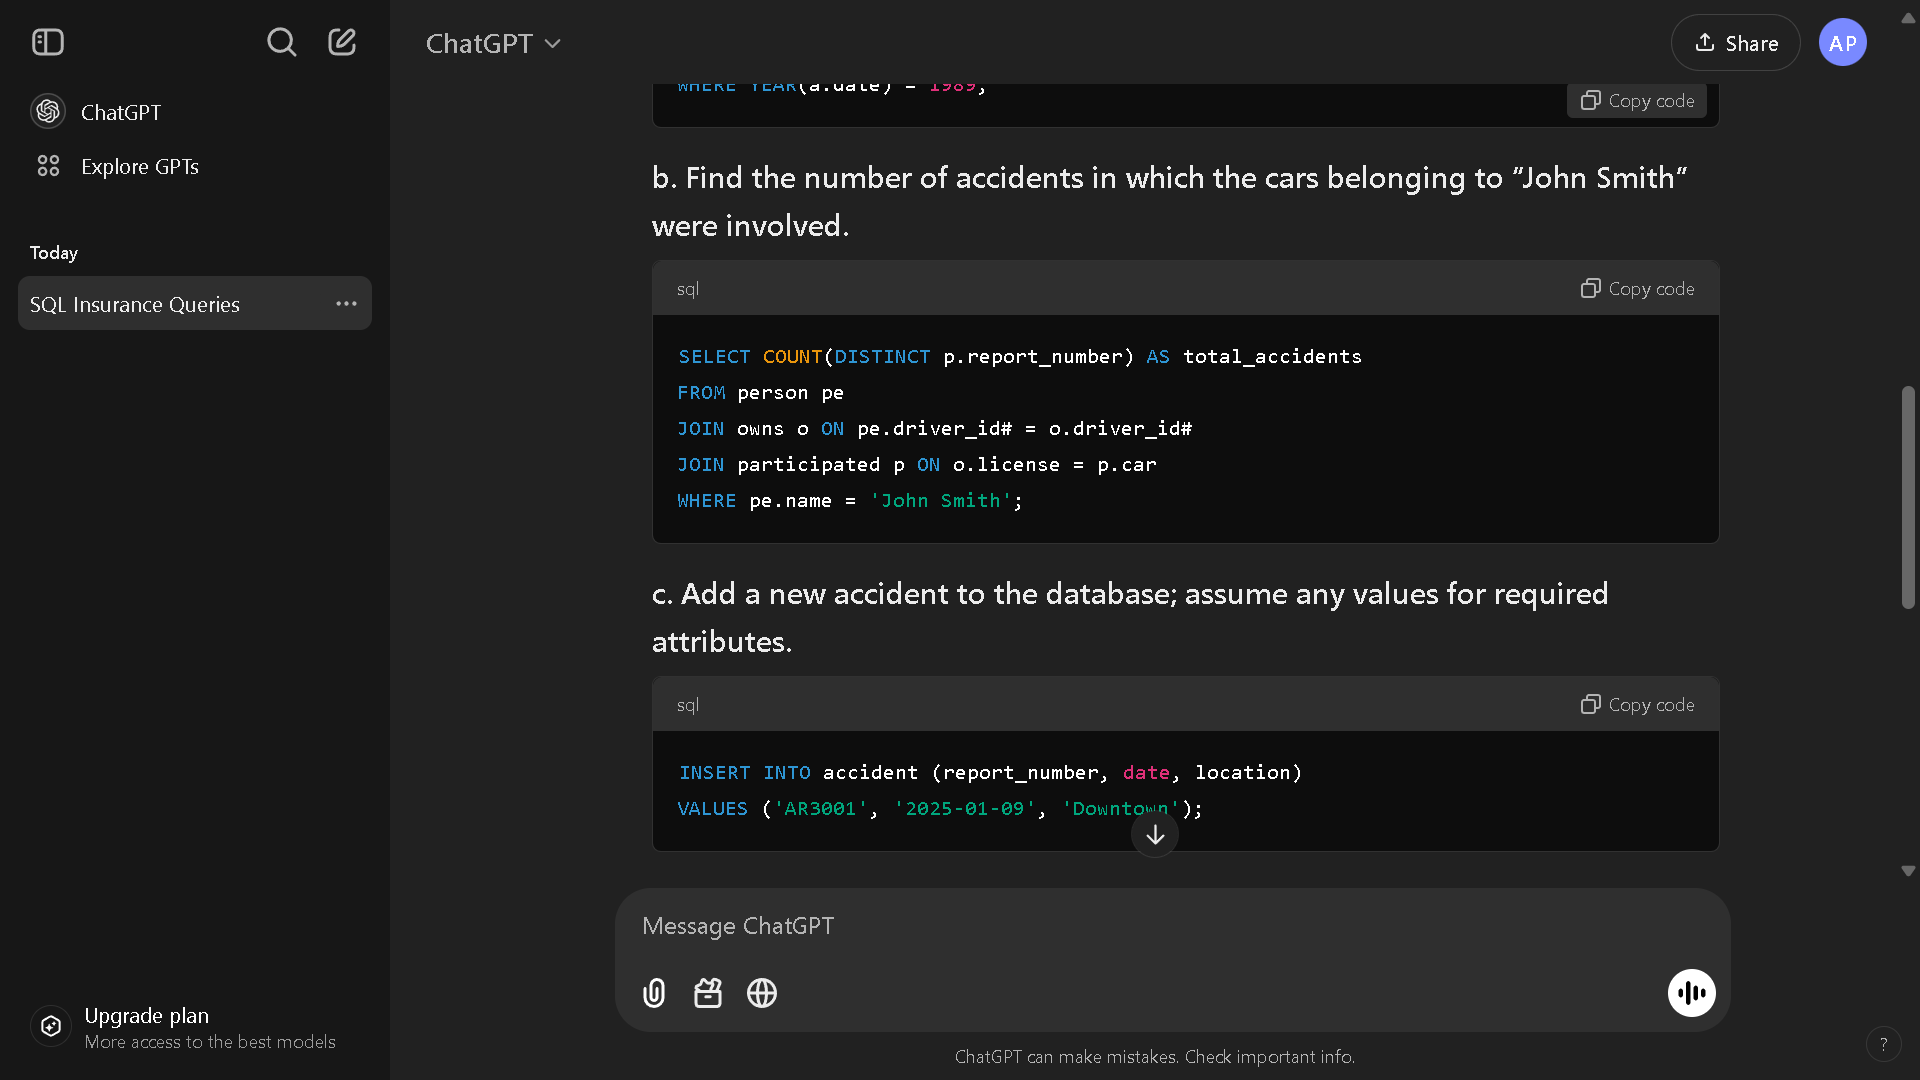 ChatGPT
Share
AP
ChatGPT
Explore GPTs
Today
SQL Insurance Queries
WHERE YEAR(a.date) = 1989;
Copy code
b. Find the number of accidents in which the cars belonging to “John Smith”
were involved.
sql
Copy code
SELECT COUNT(DISTINCT p.report_number) AS total_accidents
FROM person pe
JOIN owns o ON pe.driver_id# = o.driver_id#
JOIN participated p ON o.license = p.car
WHERE pe.name = 'John Smith';
c. Add a new accident to the database; assume any values for required
attributes.
sql
Copy code
INSERT INTO accident (report_number, date, location)
VALUES ('AR3001', '2025-01-09', 'Downtown');
Message ChatGPT
Upgrade plan
More access to the best models
ChatGPT can make mistakes. Check important info.
?